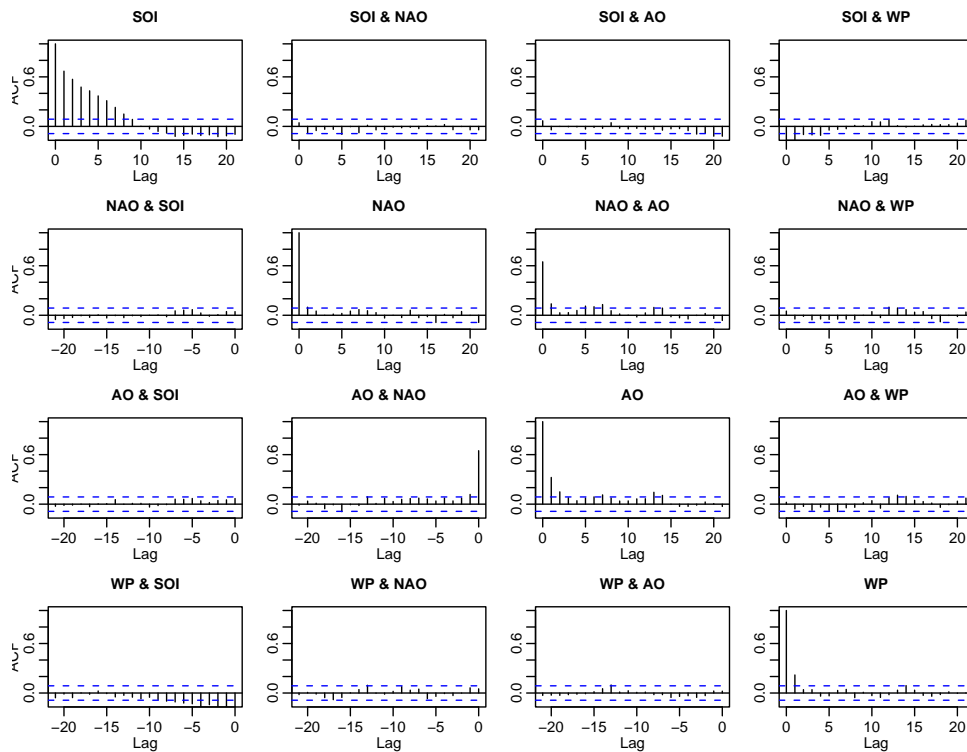 SOI SOI & NAO SOI & AO SOI & WP
0.0 0.6 0.0 0.6 0.0 0.6 0.0 0.6
0 5 10 15 20 0 5 10 15 20 0 5 10 15 20 0 5 10 15 20
Lag Lag Lag Lag
NAO & SOI NAO NAO & AO NAO & WP
0.0 0.6 0.0 0.6 0.0 0.6 0.0 0.6
−20 −15 −10 −5 0 0 5 10 15 20 0 5 10 15 20 0 5 10 15 20
Lag Lag Lag Lag
AO & SOI AO & NAO AO AO & WP
0.0 0.6 0.0 0.6 0.0 0.6 0.0 0.6
−20 −15 −10 −5 0 −20 −15 −10 −5 0 0 5 10 15 20 0 5 10 15 20
Lag Lag Lag Lag
WP & SOI WP & NAO WP & AO WP
0.0 0.6 0.0 0.6 0.0 0.6 0.0 0.6
−20 −15 −10 −5 0 −20 −15 −10 −5 0 −20 −15 −10 −5 0 0 5 10 15 20
Lag Lag Lag Lag